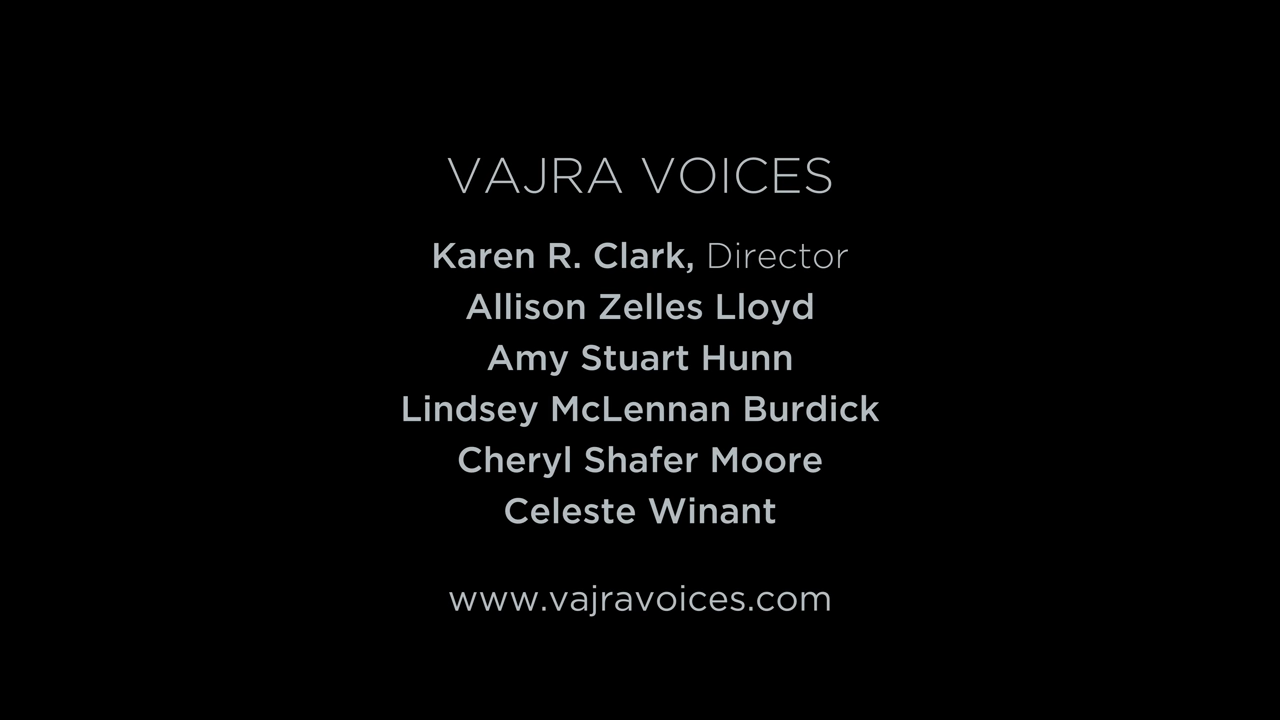 VAJRA VOICES
Karen R. Clark, Director
Allison Zelles Lloyd
Amy Stuart Hunn
Lindsey McLennan Burdick
Cheryl Shafer Moore
Celeste Winant
www.vajravoices.com